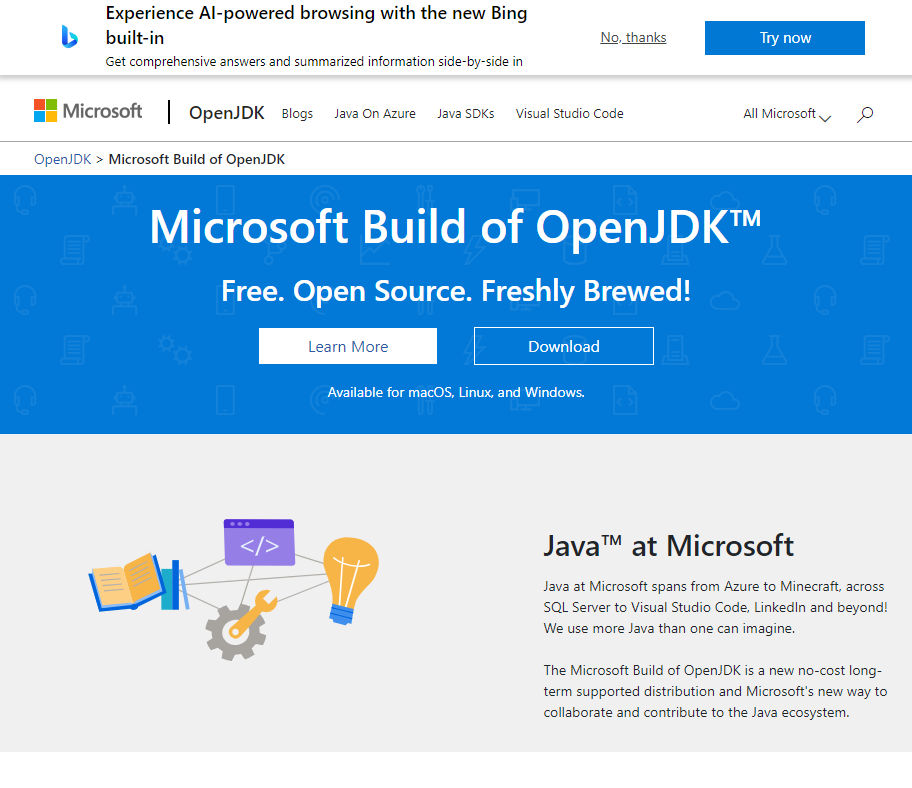 Experience AI-powered browsing with the new Bing
built-in
Get comprehensive answers and summarized information side-by-side in
No, thanks
Try now
Microsoft
OpenJDK
Blogs
Java On Azure
Java SDKs
Visual Studio Code
All Microsoft
OpenJDK > Microsoft Build of OpenJDK
Microsoft Build of OpenJDK™
Free. Open Source. Freshly Brewed!
Learn More
Download
Available for macOS, Linux, and Windows.
</>
Java™ at Microsoft
Java at Microsoft spans from Azure to Minecraft, across
SQL Server to Visual Studio Code, LinkedIn and beyond!
We use more Java than one can imagine.
The Microsoft Build of OpenJDK is a new no-cost long-
term supported distribution and Microsoft's new way to
collaborate and contribute to the Java ecosystem.